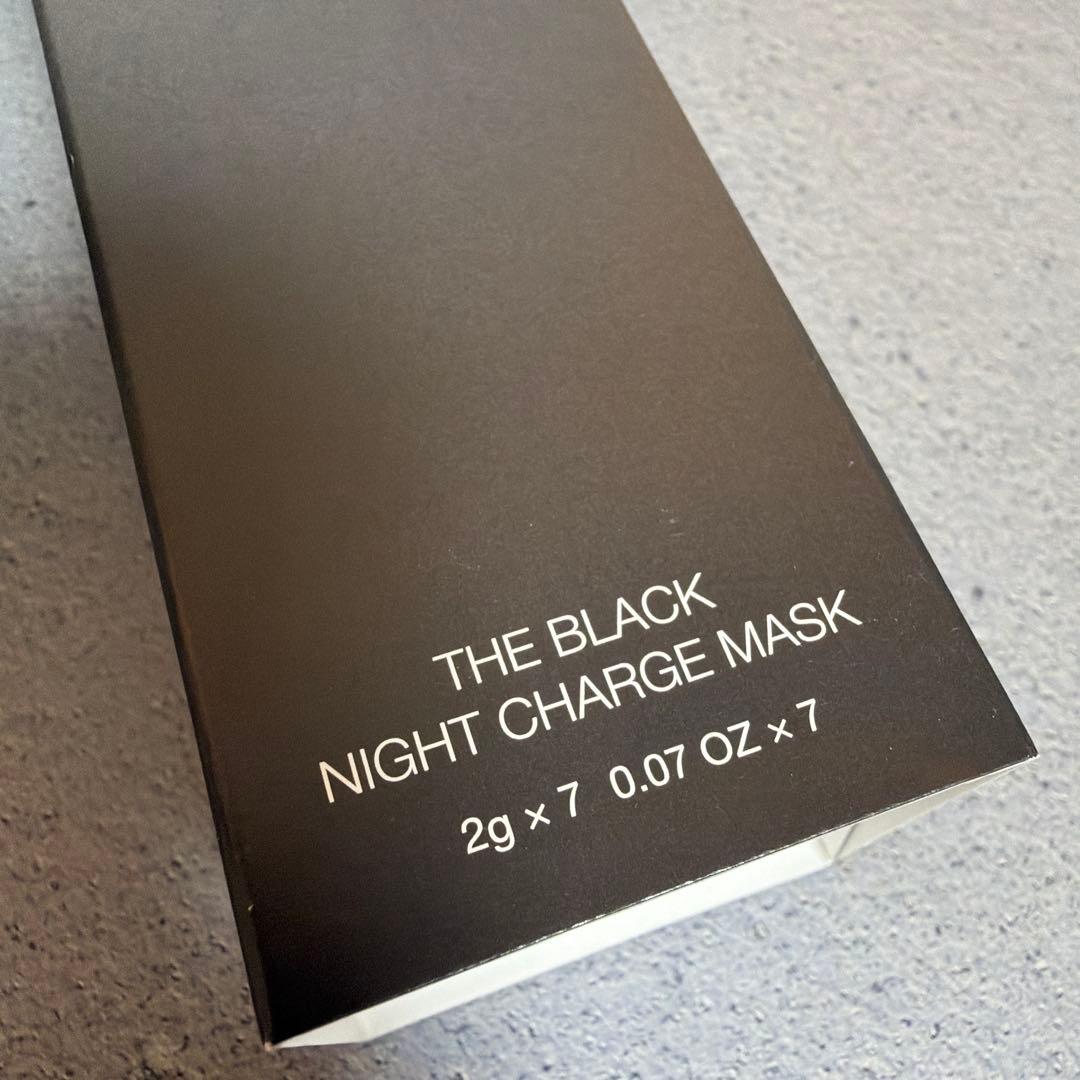 THE BLACK
NIGHT CHARGE MASK
2g × 7 0.07 OZ × 7